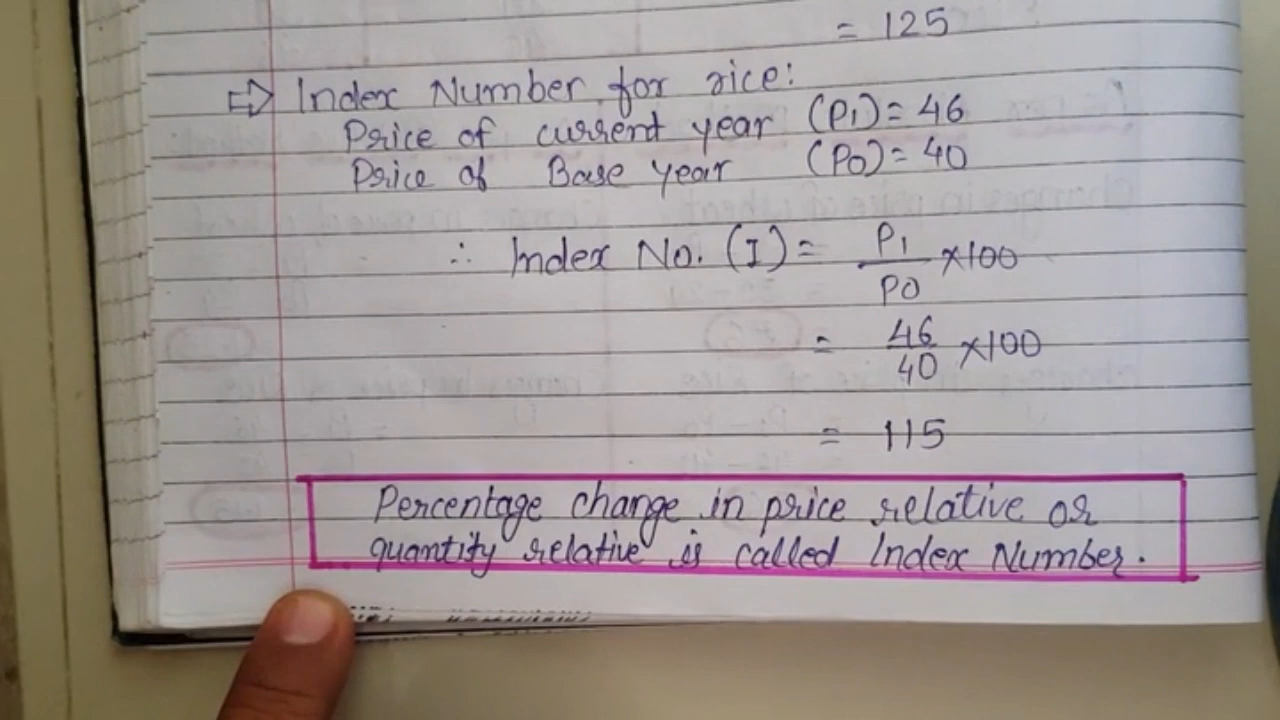 = 125
⇨ Index Number for rice:
Price of current year (P1) = 46
Price of Base year (P0) = 40
∴ Index No. (I) = P1/P0 ×100
= 46/40 ×100
= 115
Percentage change in price relative or
quantity relative is called Index Number.